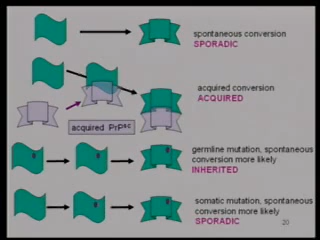 spontaneous conversion
SPORADIC
acquired conversion
ACQUIRED
acquired PrPsc
germline mutation, spontaneous
conversion more likely
INHERITED
somatic mutation, spontaneous
conversion more likely
SPORADIC
20